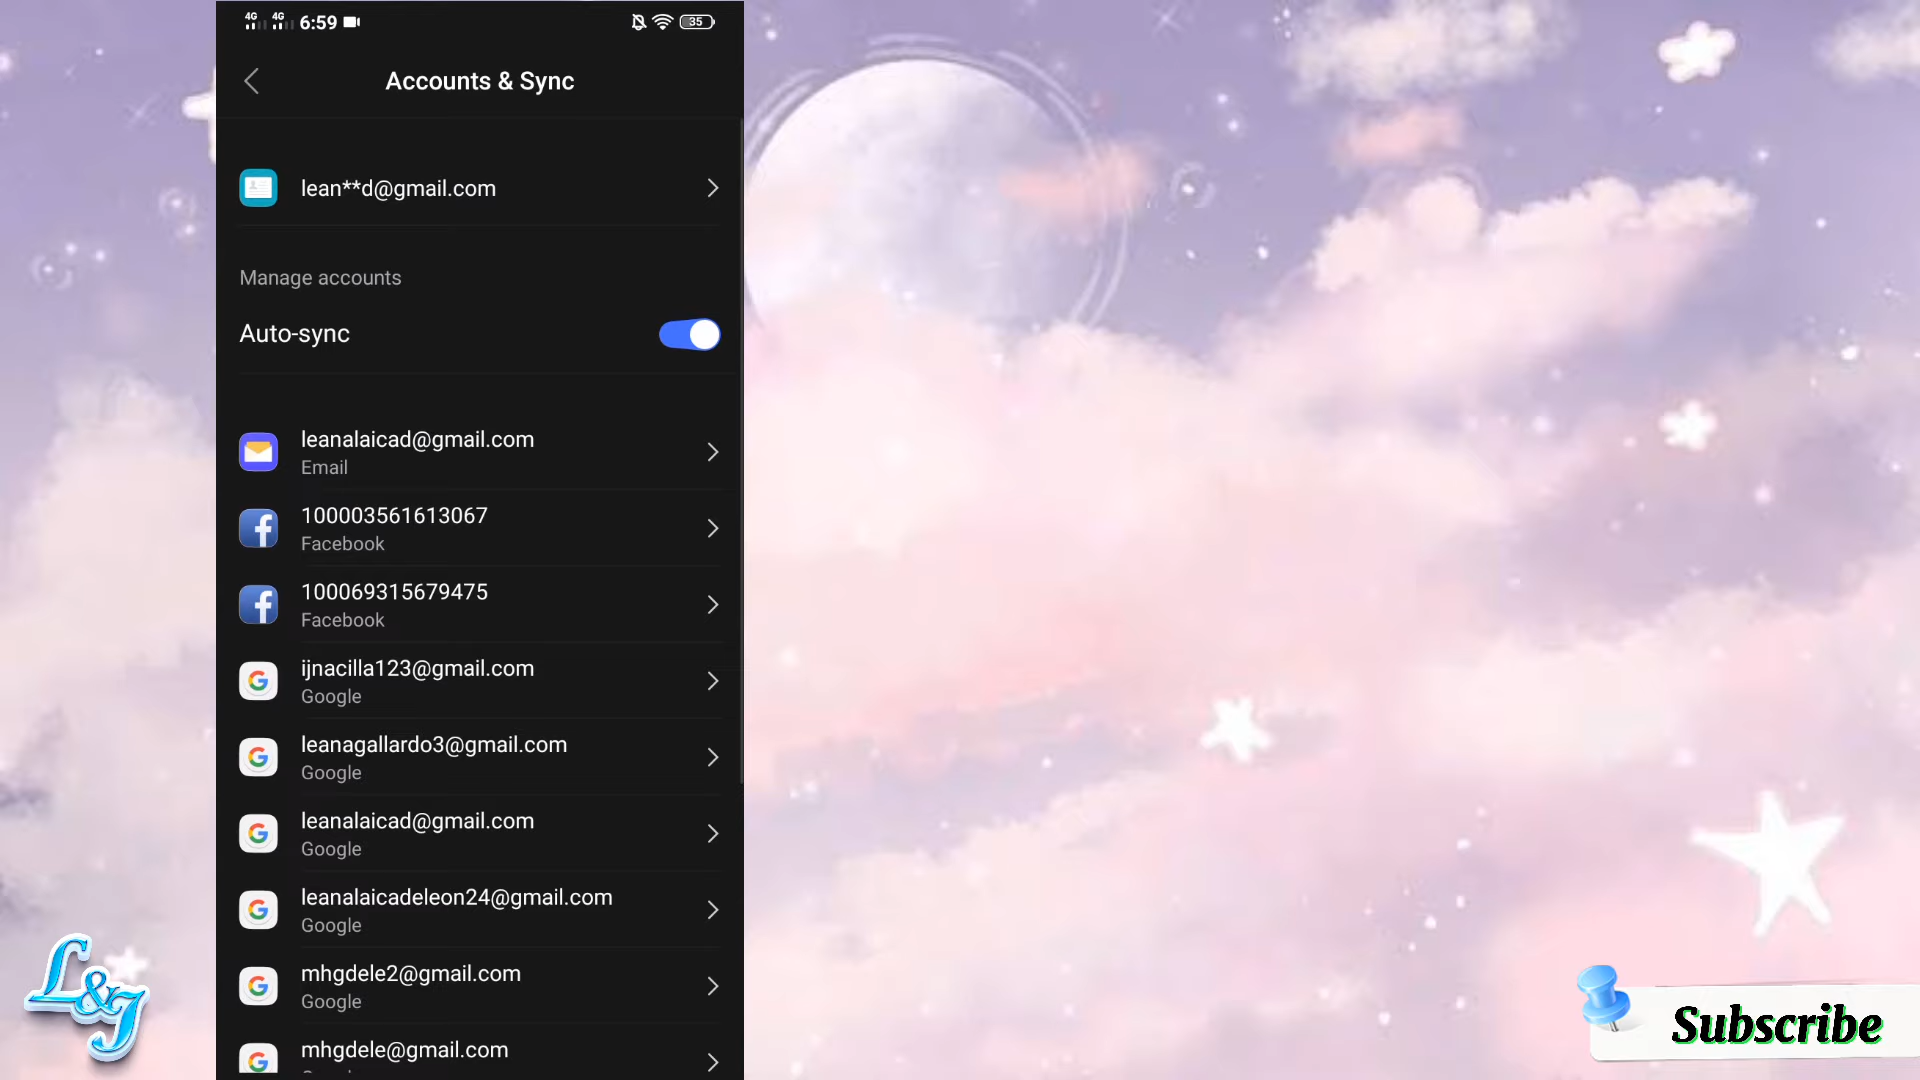 4G 4G 6:59 35
Accounts & Sync
lean**d@gmail.com
Manage accounts
Auto-sync
leanalaicad@gmail.com
Email
100003561613067
Facebook
100069315679475
Facebook
ijnacilla123@gmail.com
Google
leanagallardo3@gmail.com
Google
leanalaicad@gmail.com
Google
leanalaicadeleon24@gmail.com
Google
mhgdele2@gmail.com
Google
mhgdele@gmail.com
L&J
Subscribe